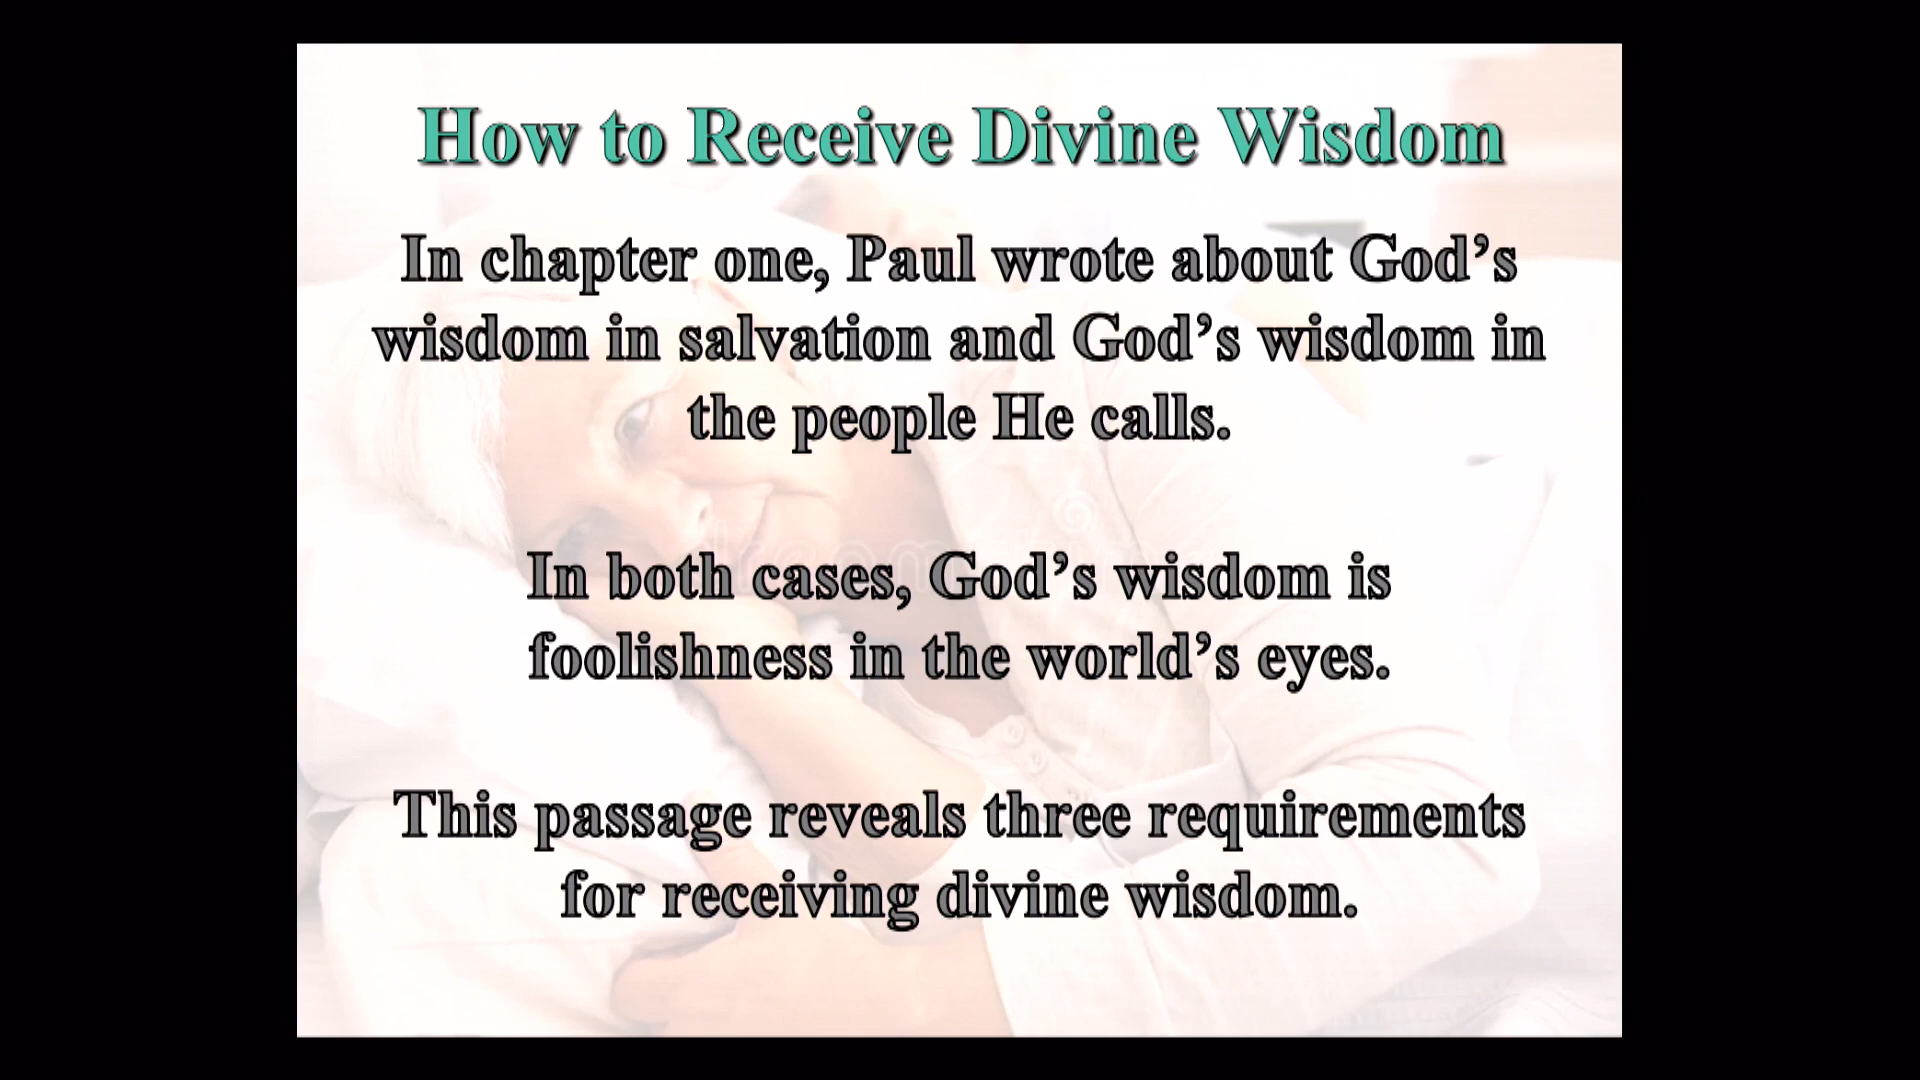 How to Receive Divine Wisdom
In chapter one, Paul wrote about God’s
wisdom in salvation and God’s wisdom in
the people He calls.
In both cases, God’s wisdom is
foolishness in the world’s eyes.
This passage reveals three requirements
for receiving divine wisdom.